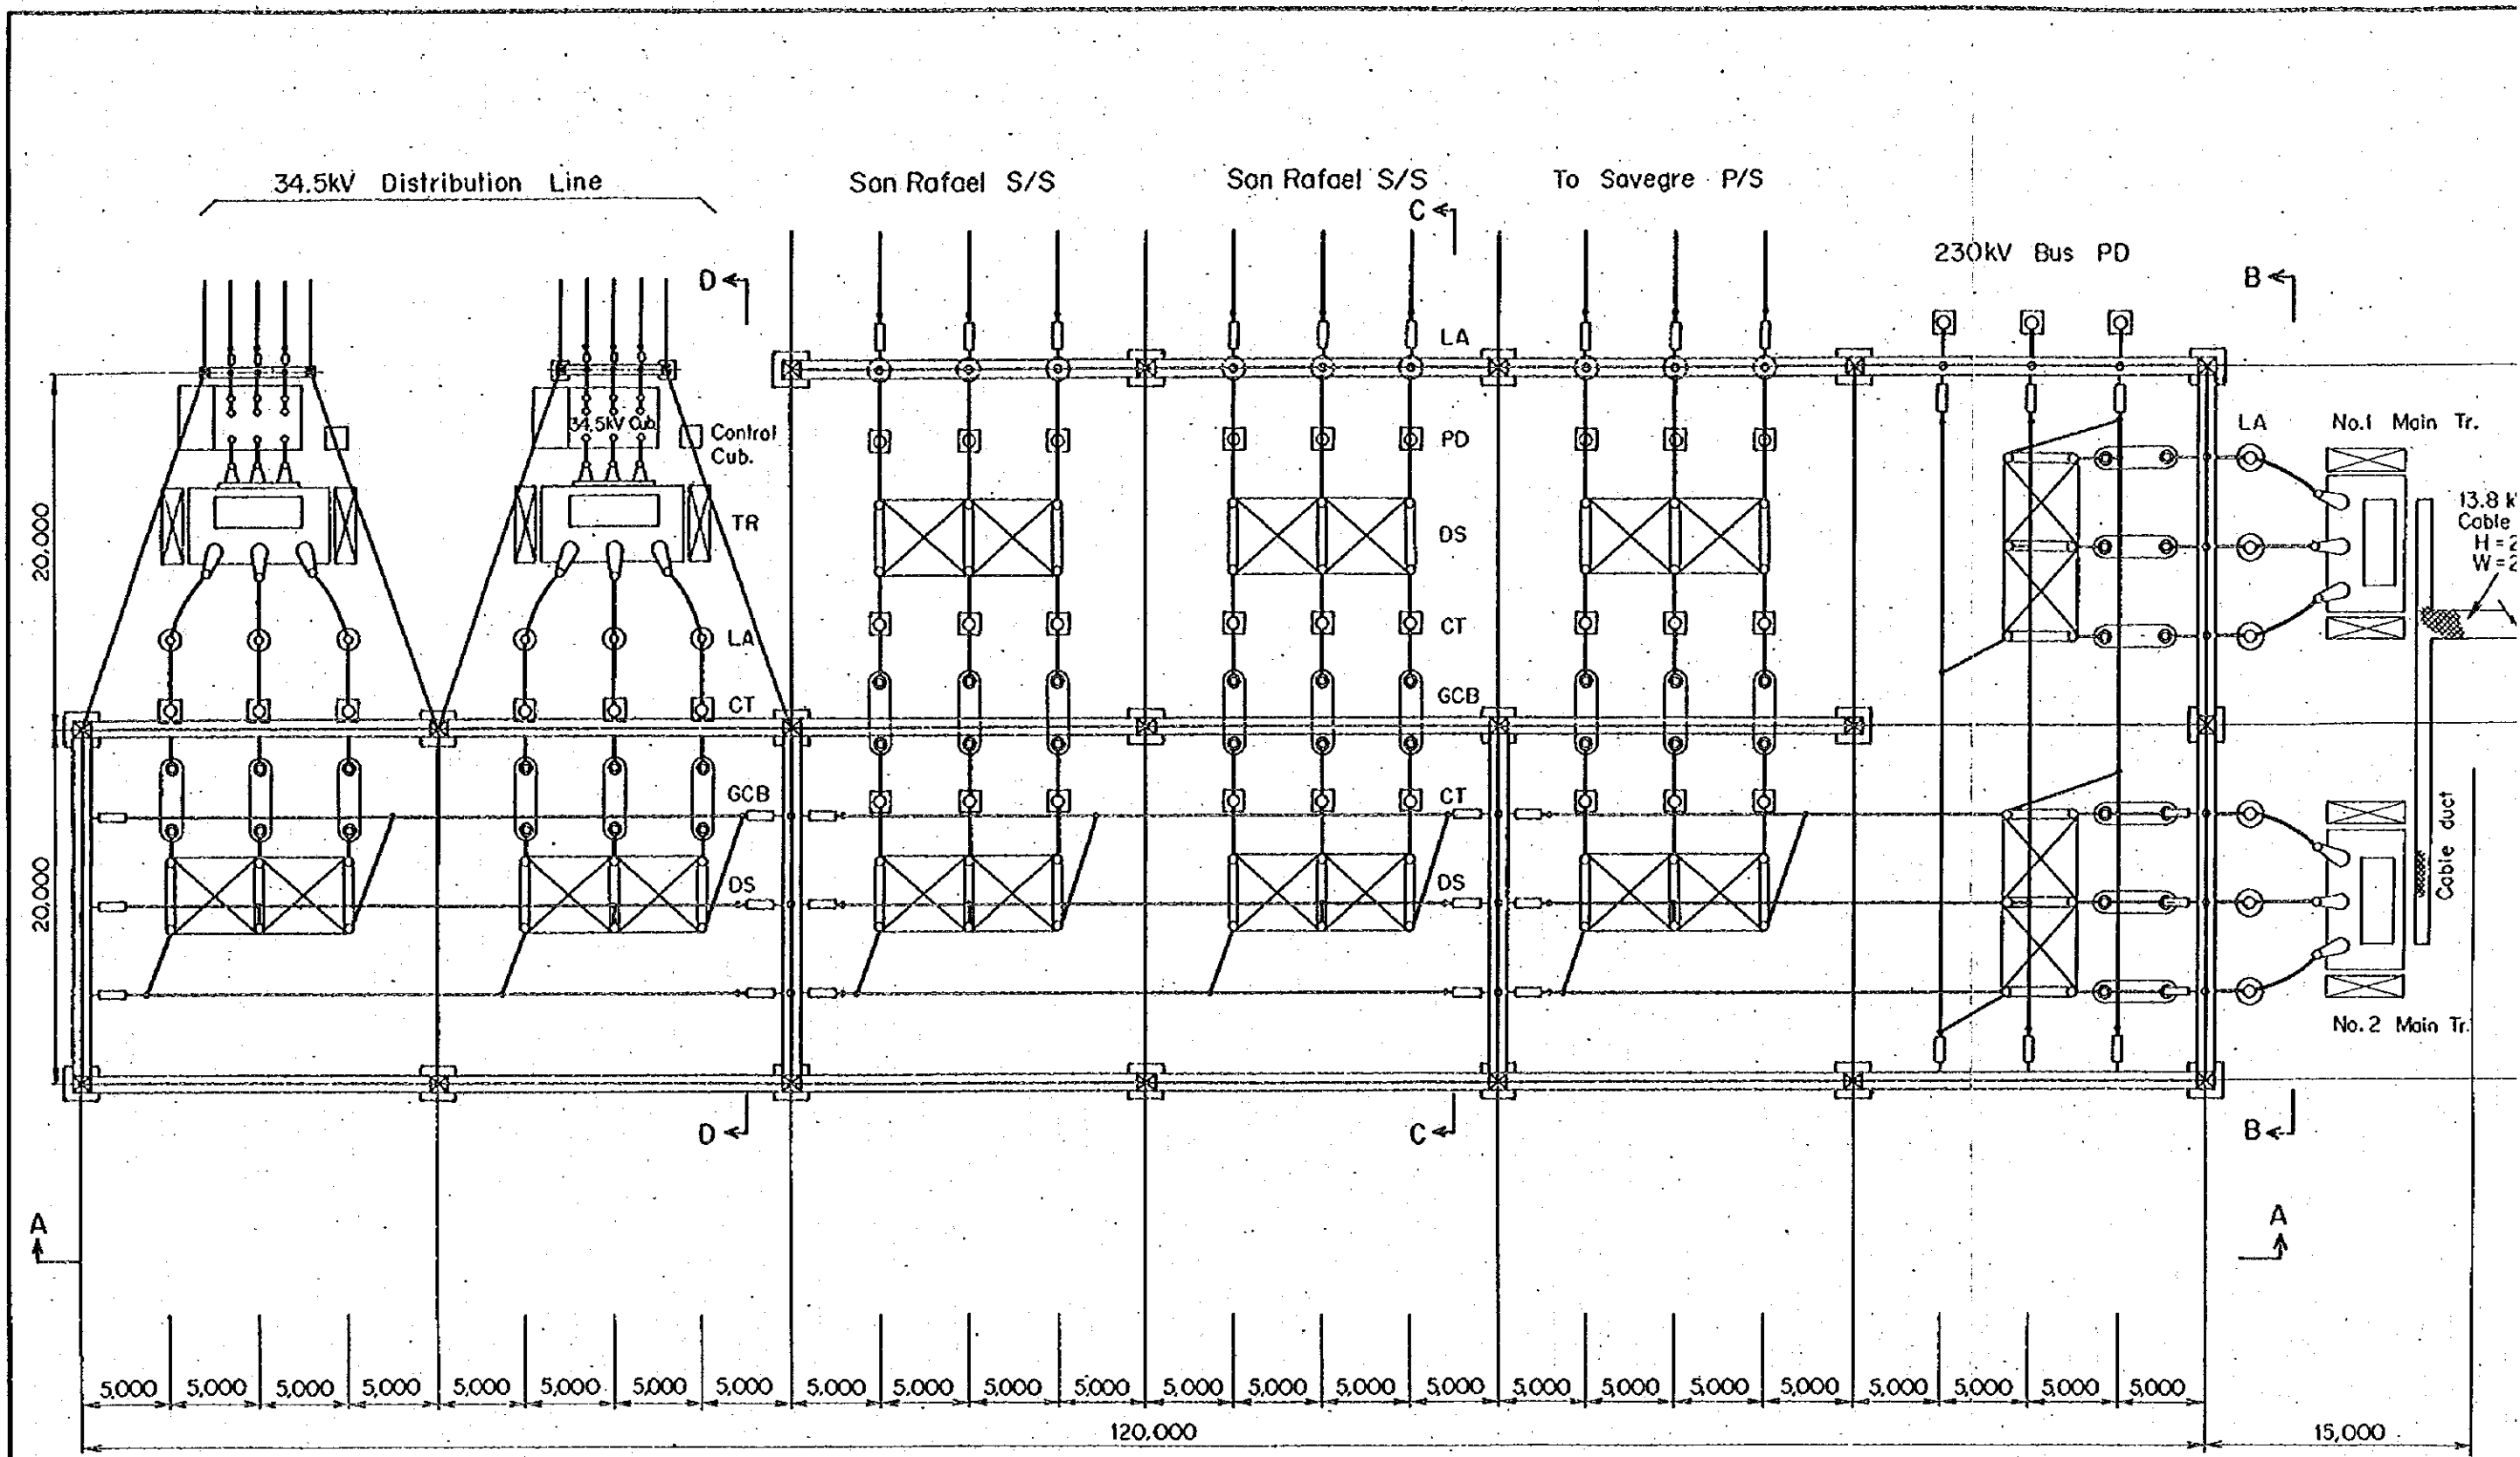 34.5kV Distribution Line
San Rafael S/S
San Rafael S/S
To Savegre P/S
C
230kV Bus PD
D
B
LA
34.5kV Cub.
Control
Cub.
PD
LA
No.1 Main Tr.
TR
DS
13.8 k
Cable
H=2
W=2
20,000
LA
CT
CT
GCB
GCB
CT
DS
DS
20,000
Cable duct
No.2 Main Tr.
D
C
B
A
A
5,000 5,000 5,000 5,000 5,000 5,000 5,000 5,000 5,000 5,000 5,000 5,000 5,000 5,000 5,000 5,000 5,000 5,000 5,000 5,000 5,000 5,000 5,000 5,000
120,000
15,000